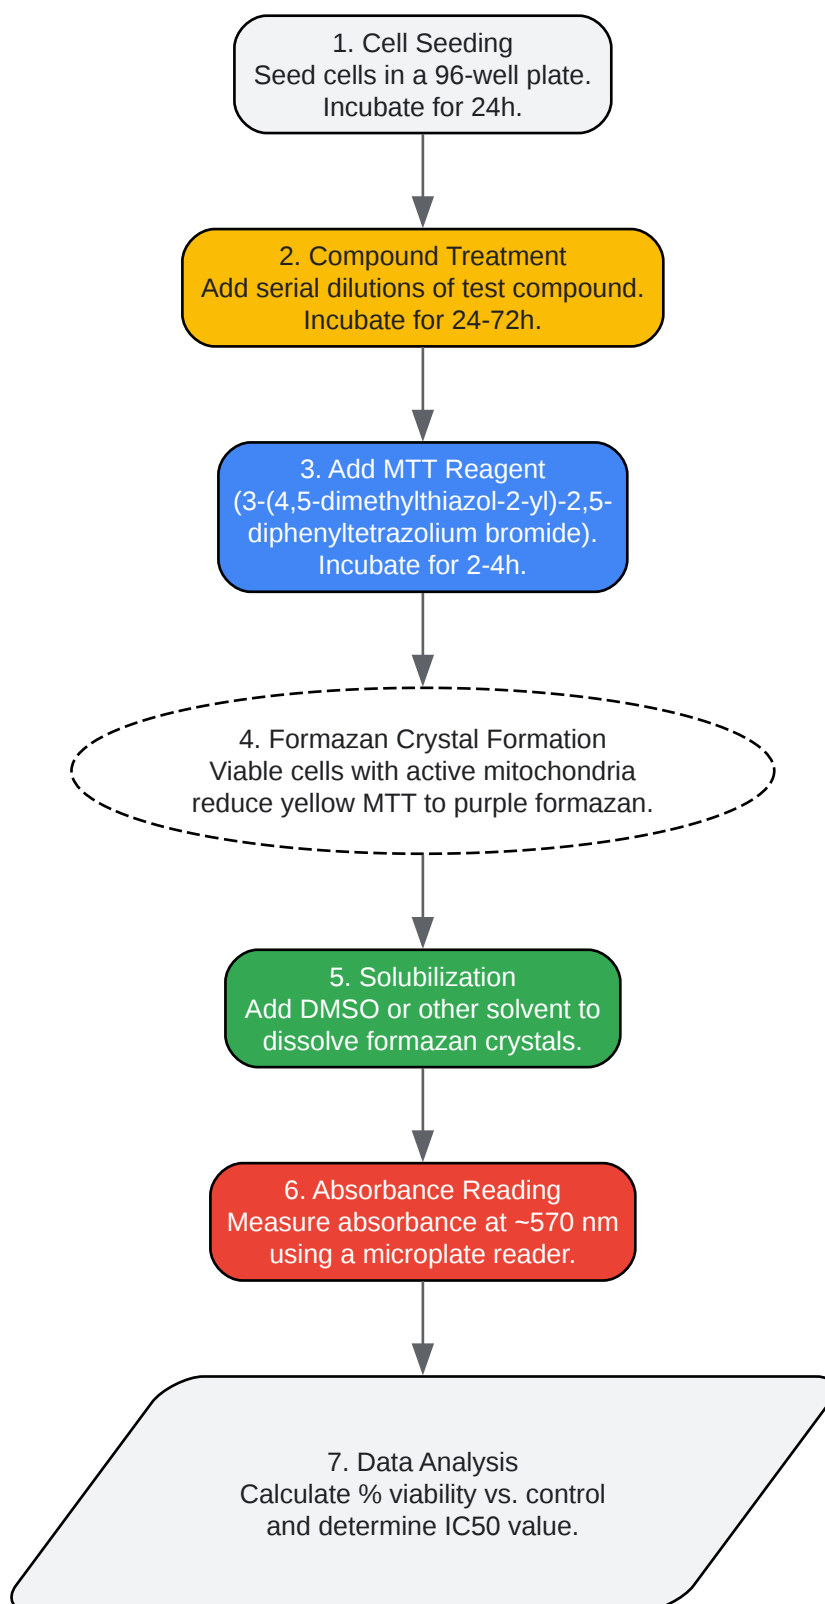 1. Cell Seeding
Seed cells in a 96-well plate.
Incubate for 24h.
2. Compound Treatment
Add serial dilutions of test compound.
Incubate for 24-72h.
3. Add MTT Reagent
(3-(4,5-dimethylthiazol-2-yl)-2,5-
diphenyltetrazolium bromide).
Incubate for 2-4h.
4. Formazan Crystal Formation
Viable cells with active mitochondria
reduce yellow MTT to purple formazan.
5. Solubilization
Add DMSO or other solvent to
dissolve formazan crystals.
6. Absorbance Reading
Measure absorbance at ~570 nm
using a microplate reader.
7. Data Analysis
Calculate % viability vs. control
and determine IC50 value.